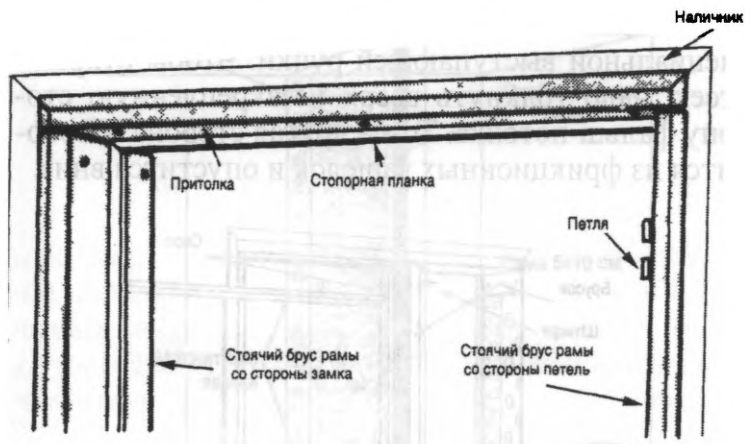 Наличник
Притолка
Стопорная планка
Петля
Стоячий брус рамы
со стороны замка
Стоячий брус рамы
со стороны петель